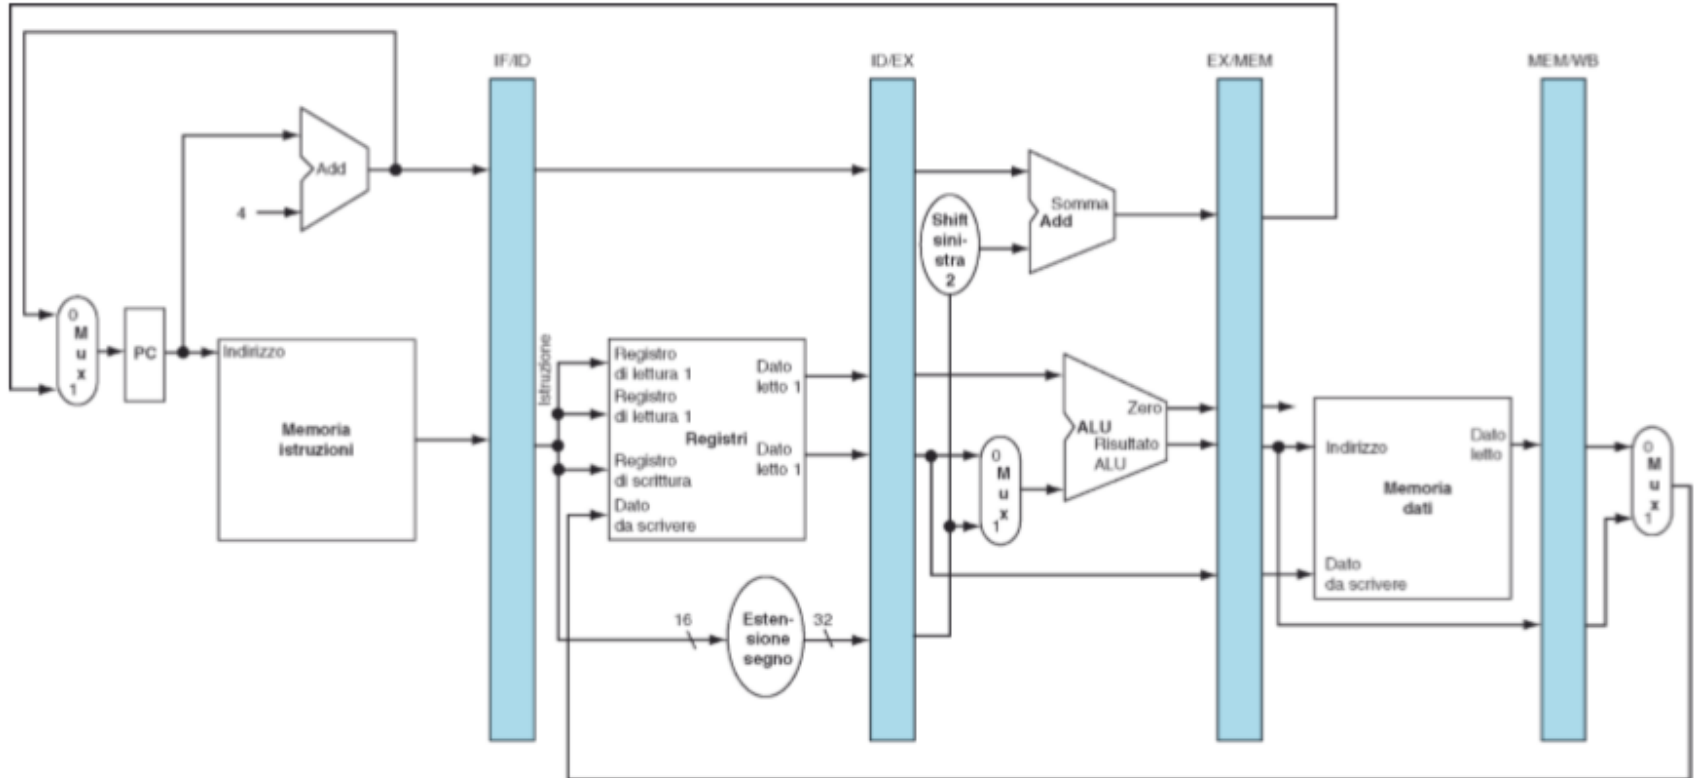 IF/ID
ID/EX
EX/MEM
MEM/WB
Add
4
0
M
u
x
1
PC
Indirizzo
Memoria
istruzioni
Istruzione
Registro
di lettura 1
Registro
di lettura 1
Registri
Registro
di scrittura
Dato
da scrivere
Dato
letto 1
Dato
letto 1
16
Esten-
sione
segno
32
Shift
sini-
stra
2
Somma
Add
0
M
u
x
1
Zero
ALU
Risultato
ALU
Indirizzo
Dato
letto
Memoria
dati
Dato
da scrivere
0
M
u
x
1